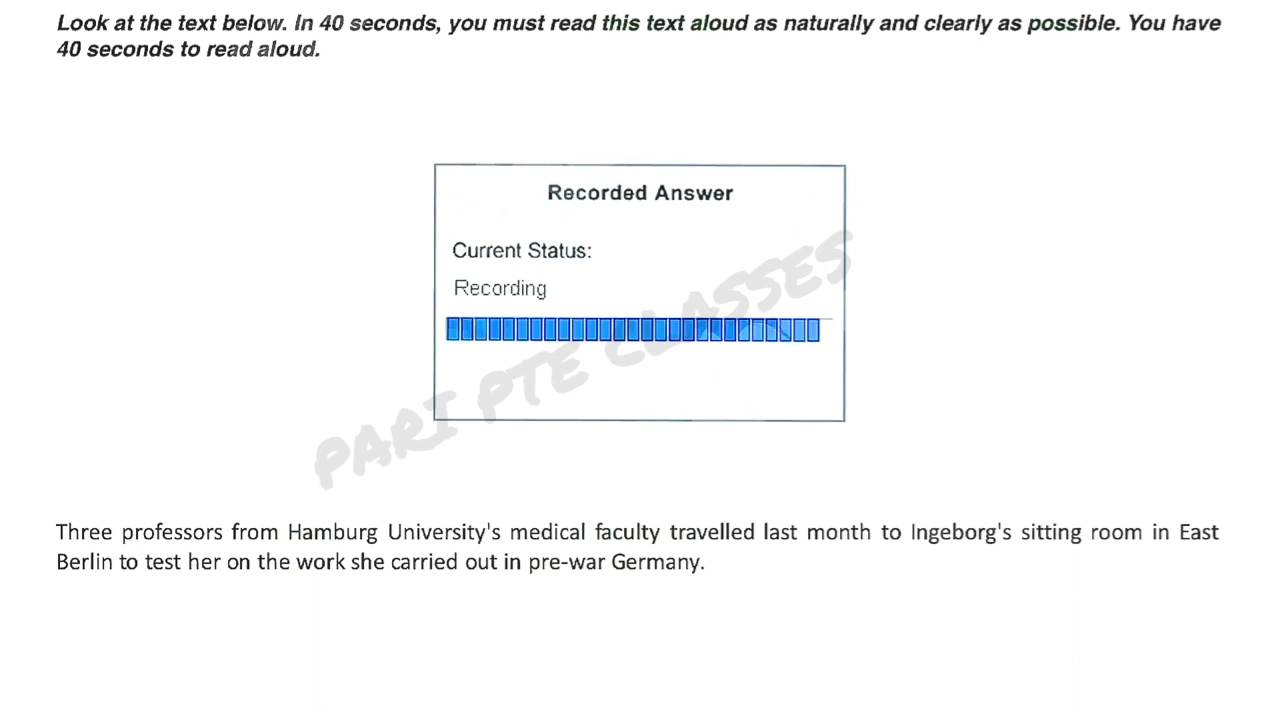 Look at the text below. In 40 seconds, you must read this text aloud as naturally and clearly as possible. You have
40 seconds to read aloud.
Recorded Answer
Current Status:
Recording
PARI PTE CLASSES
Three professors from Hamburg University's medical faculty travelled last month to Ingeborg's sitting room in East
Berlin to test her on the work she carried out in pre-war Germany.